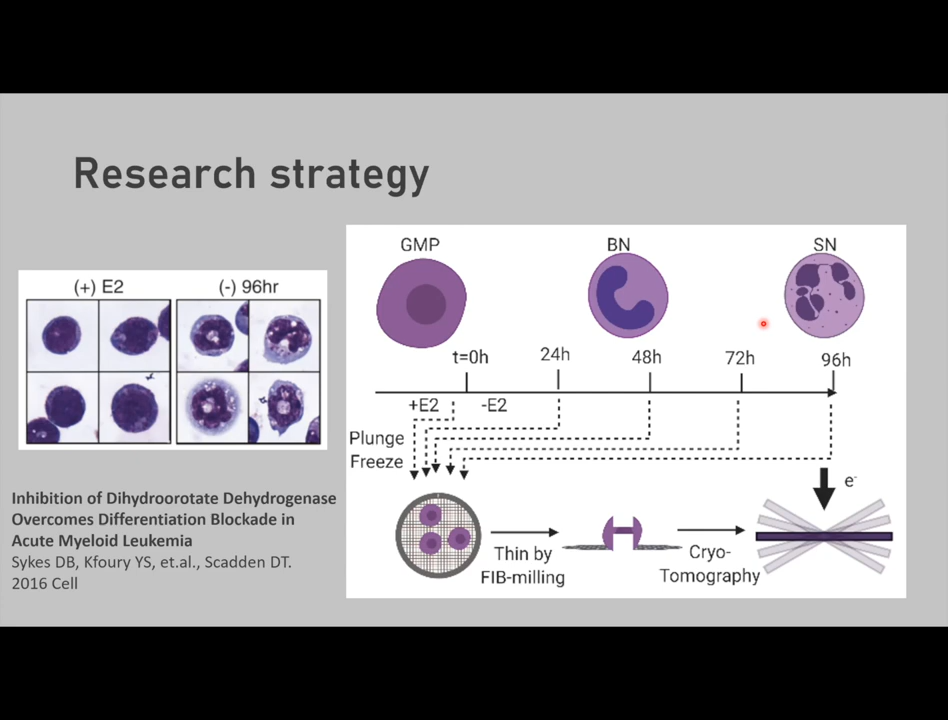 Research strategy
(+) E2
(-) 96hr
Inhibition of Dihydroorotate Dehydrogenase
Overcomes Differentiation Blockade in
Acute Myeloid Leukemia
Sykes DB, Kfoury YS, et.al., Scadden DT.
2016 Cell
GMP
BN
SN
t=0h
24h
48h
72h
96h
+E2
-E2
Plunge
Freeze
Thin by
FIB-milling
Cryo-
Tomography
e-